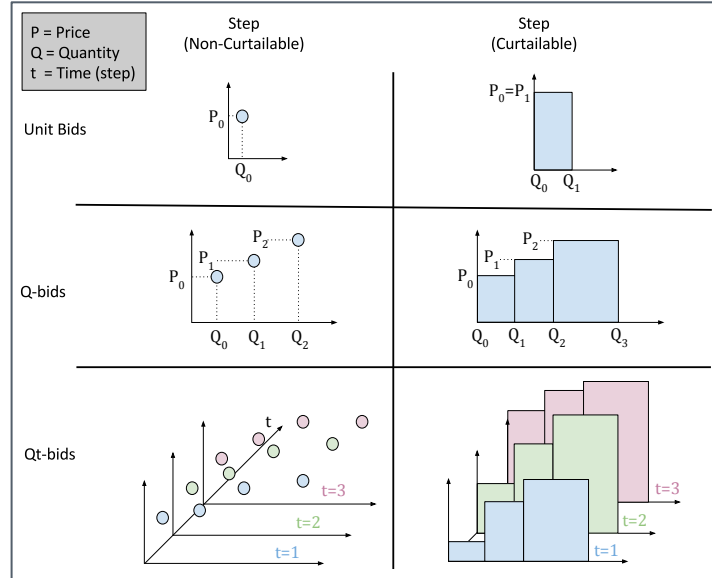 P = Price
Q = Quantity
t = Time (step)
Step
(Non-Curtailable)
Step
(Curtailable)
Unit Bids
P₀
Q₀
P₀=P₁
Q₀ Q₁
Q-bids
P₀
P₁
P₂
Q₀ Q₁ Q₂
P₀
P₁
P₂
Q₀ Q₁ Q₂ Q₃
Qt-bids
t
t=3
t=2
t=1
t=3
t=2
t=1